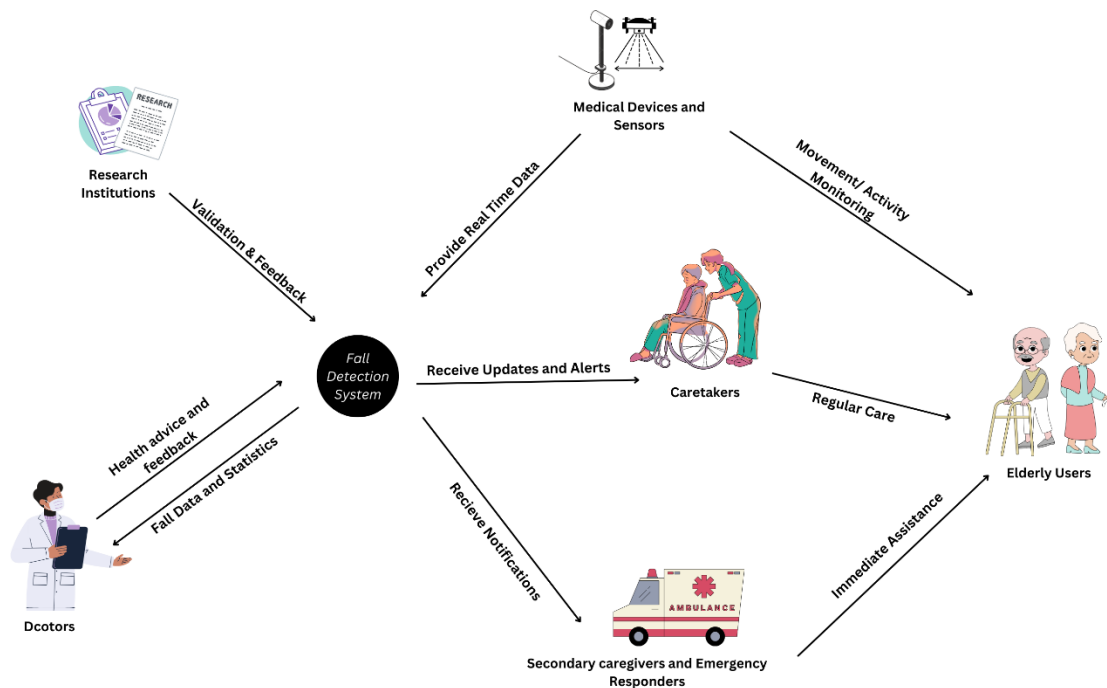 RESEARCH
Research
Institutions
Medical Devices and
Sensors
Validation & Feedback
Provide Real Time Data
Movement/ Activity
Monitoring
Fall
Detection
System
Receive Updates and Alerts
Caretakers
Regular Care
Elderly Users
Health advice and
feedback
Fall Data and Statistics
Recieve Notifications
Immediate Assistance
Dcotors
AMBULANCE
Secondary caregivers and Emergency
Responders